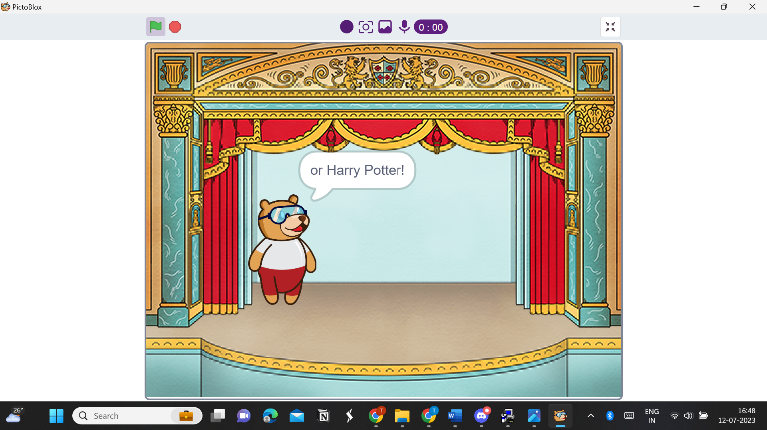 PictoBlox
0 : 00
or Harry Potter!
26°
Search
ENG
IN
16:48
12-07-2023